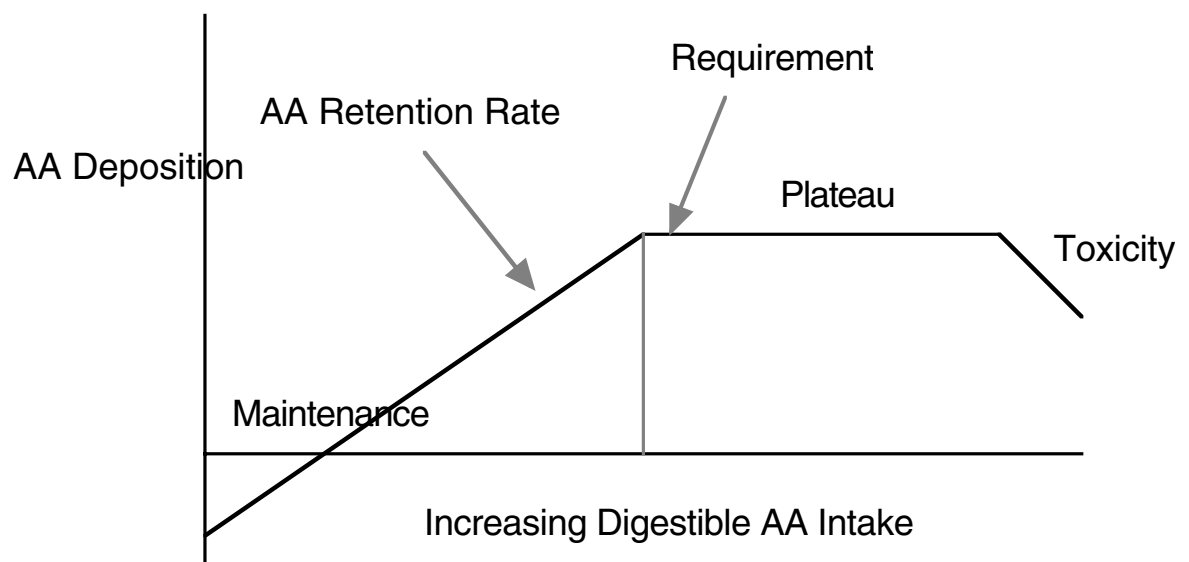 Requirement
AA Retention Rate
AA Deposition
Plateau
Toxicity
Maintenance
Increasing Digestible AA Intake